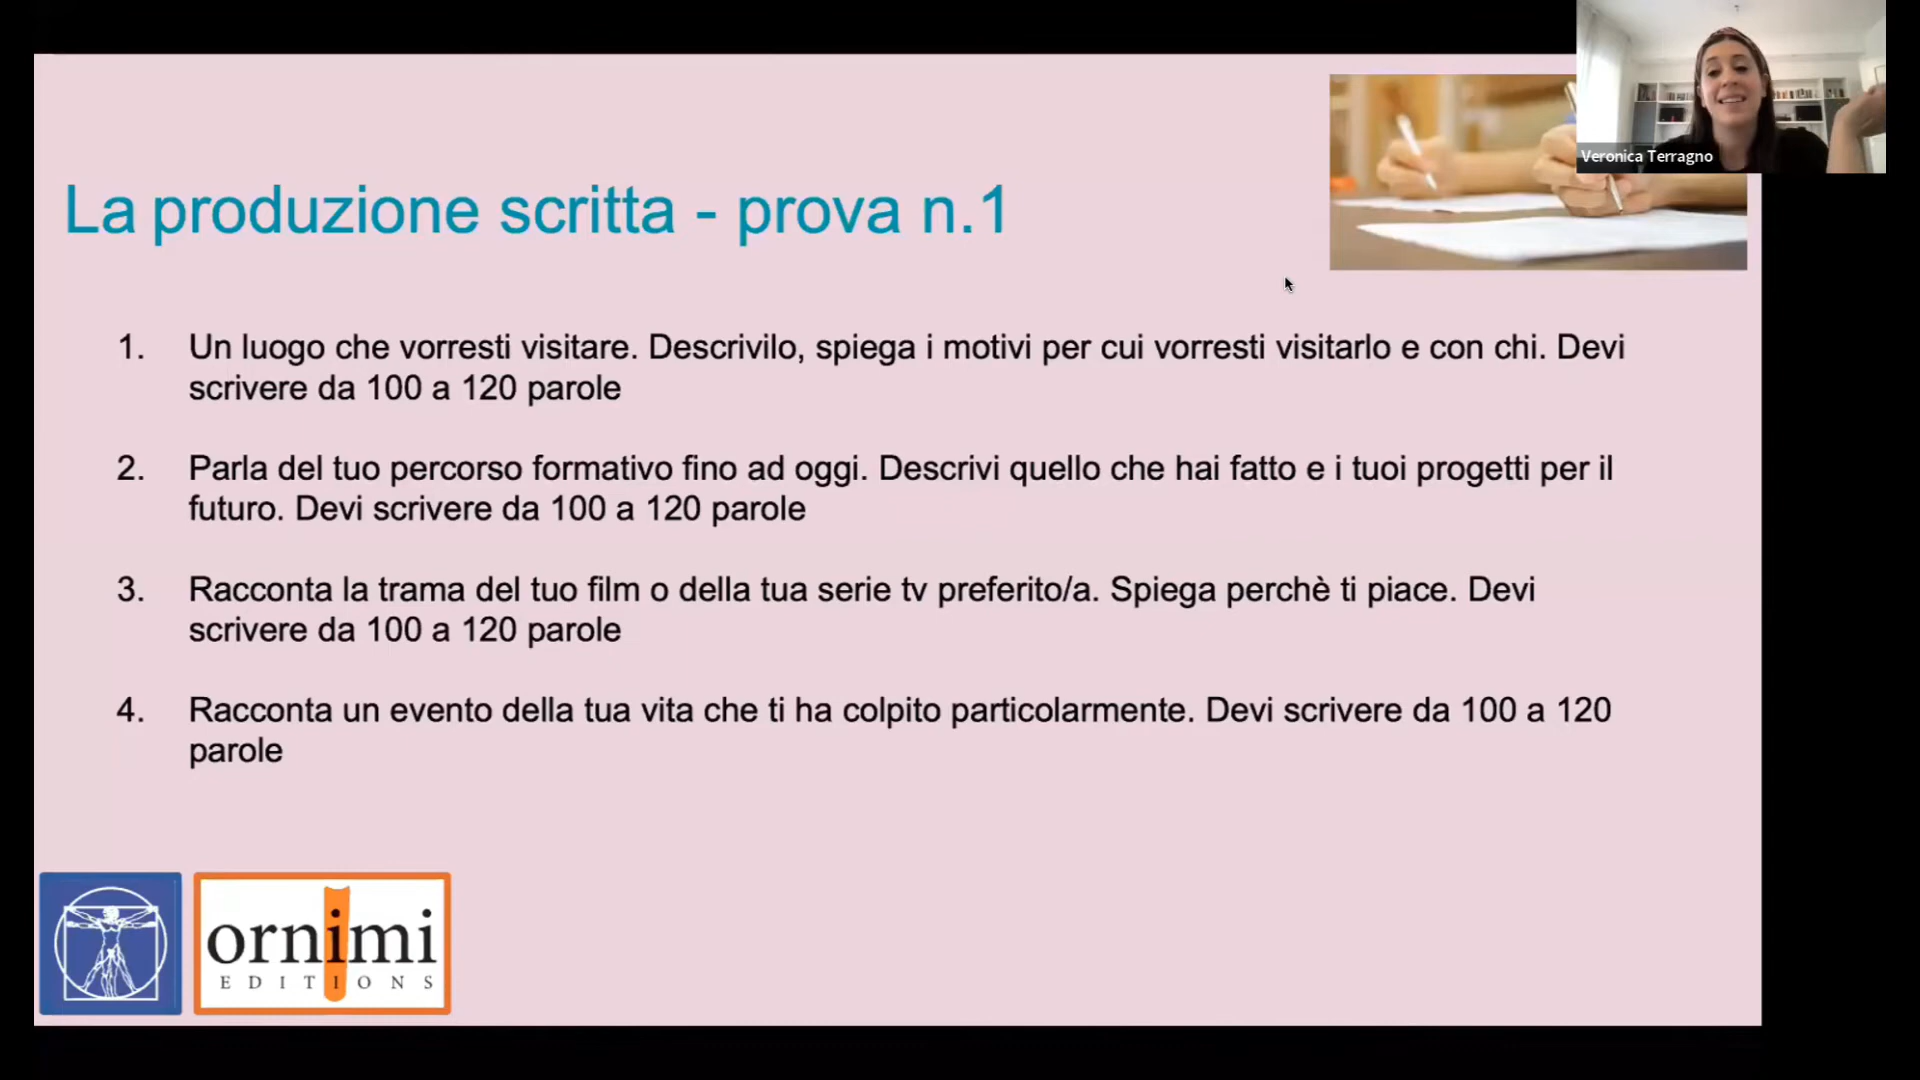 Veronica Terragno
La produzione scritta - prova n.1
1. Un luogo che vorresti visitare. Descrivilo, spiega i motivi per cui vorresti visitarlo e con chi. Devi
scrivere da 100 a 120 parole
2. Parla del tuo percorso formativo fino ad oggi. Descrivi quello che hai fatto e i tuoi progetti per il
futuro. Devi scrivere da 100 a 120 parole
3. Racconta la trama del tuo film o della tua serie tv preferito/a. Spiega perchè ti piace. Devi
scrivere da 100 a 120 parole
4. Racconta un evento della tua vita che ti ha colpito particolarmente. Devi scrivere da 100 a 120
parole
ornimi
EDITIONS